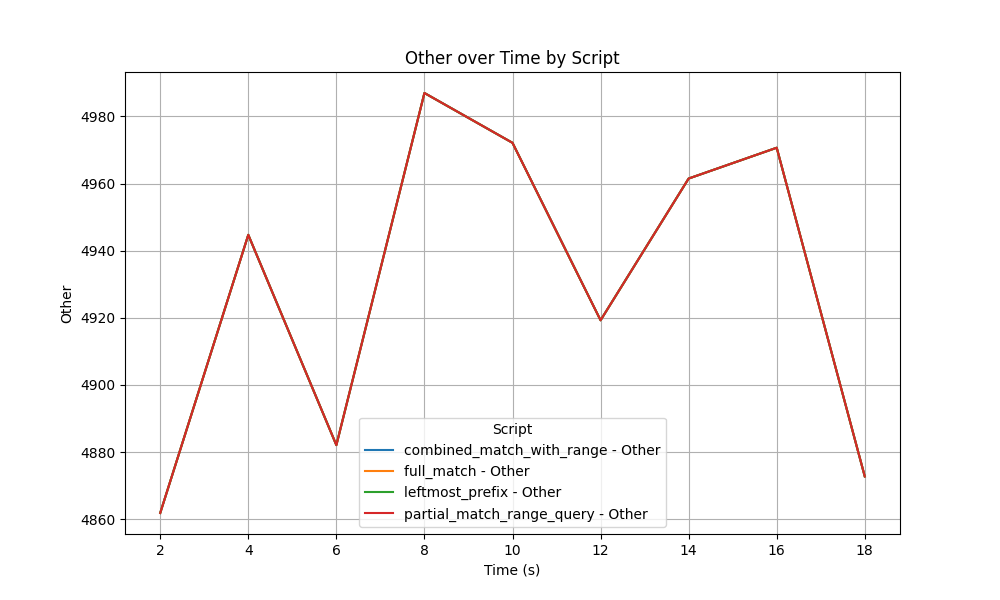 Other over Time by Script
Other
4980
4960
4940
4920
4900
4880
4860
Script
combined_match_with_range - Other
full_match - Other
leftmost_prefix - Other
partial_match_range_query - Other
2 4 6 8 10 12 14 16 18
Time (s)